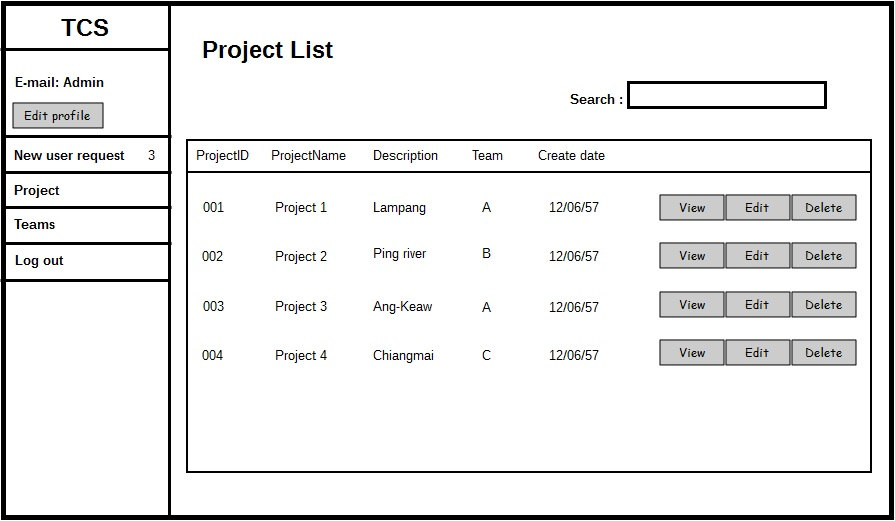 TCS
E-mail: Admin
Edit profile
New user request 3
Project
Teams
Log out
Project List
Search :
ProjectID ProjectName Description Team Create date
001 Project 1 Lampang A 12/06/57 View Edit Delete
002 Project 2 Ping river B 12/06/57 View Edit Delete
003 Project 3 Ang-Keaw A 12/06/57 View Edit Delete
004 Project 4 Chiangmai C 12/06/57 View Edit Delete